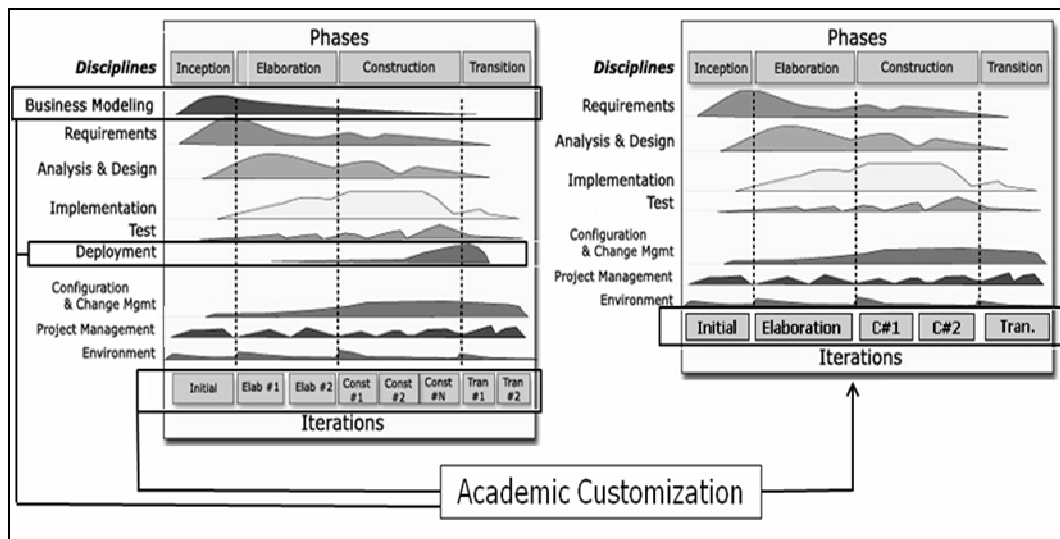 Phases
Disciplines
Inception Elaboration Construction Transition
Business Modeling
Requirements
Analysis & Design
Implementation
Test
Deployment
Configuration
& Change Mgmt
Project Management
Environment
Initial Elab #1 Elab #2 Const #1 Const #2 Const #N Tran #1 Tran #2
Iterations
Phases
Disciplines
Inception Elaboration Construction Transition
Requirements
Analysis & Design
Implementation
Test
Configuration
& Change Mgmt
Project Management
Environment
Initial Elaboration C#1 C#2 Tran.
Iterations
Academic Customization